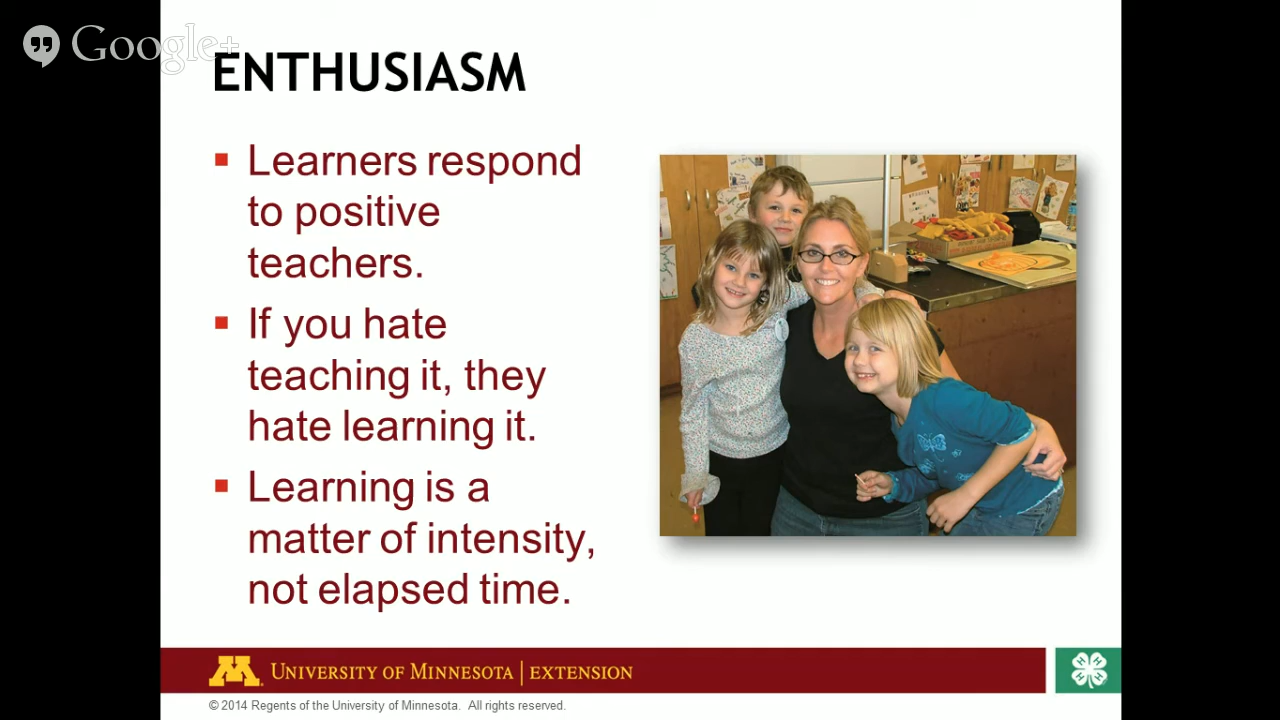 Google+
ENTHUSIASM
▪ Learners respond
to positive
teachers.
▪ If you hate
teaching it, they
hate learning it.
▪ Learning is a
matter of intensity,
not elapsed time.
M UNIVERSITY OF MINNESOTA | EXTENSION
H H H H
© 2014 Regents of the University of Minnesota. All rights reserved.